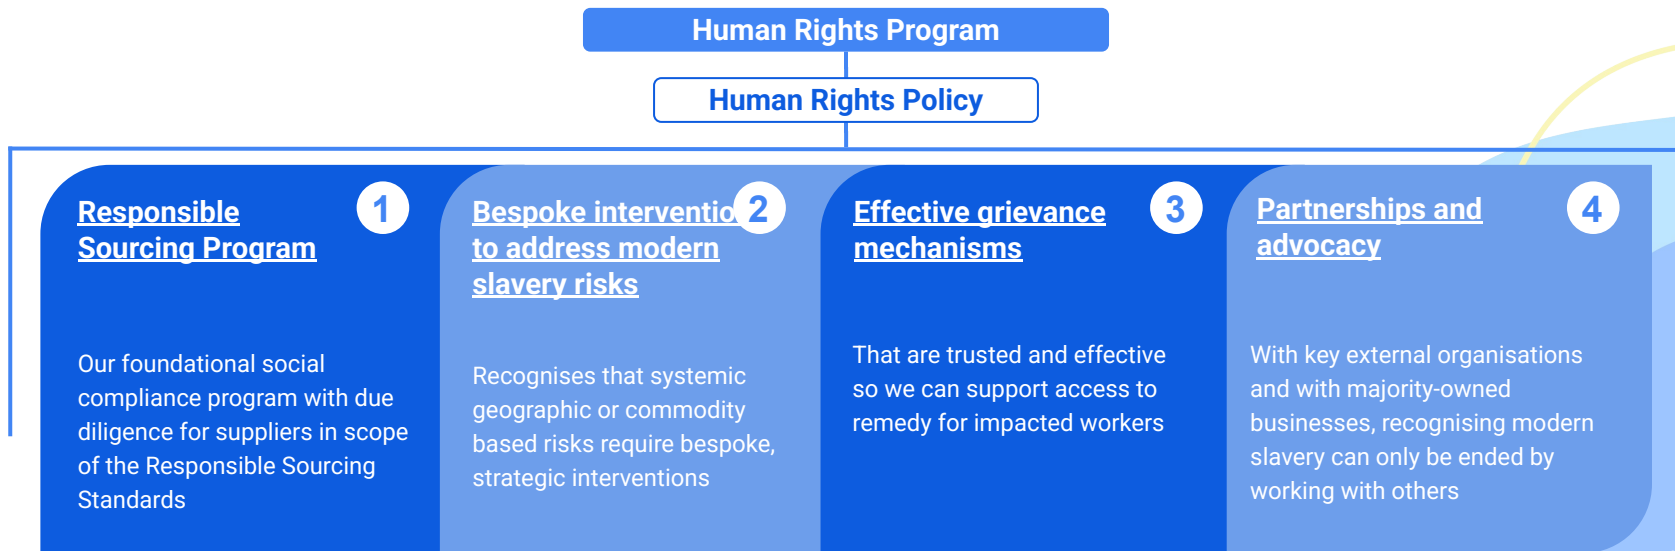 Human Rights Program
Human Rights Policy
Responsible
Sourcing Program
1
Our foundational social
compliance program with due
diligence for suppliers in scope
of the Responsible Sourcing
Standards
Bespoke interventio
to address modern
slavery risks
2
Recognises that systemic
geographic or commodity
based risks require bespoke,
strategic interventions
Effective grievance
mechanisms
3
That are trusted and effective
so we can support access to
remedy for impacted workers
Partnerships and
advocacy
4
With key external organisations
and with majority-owned
businesses, recognising modern
slavery can only be ended by
working with others